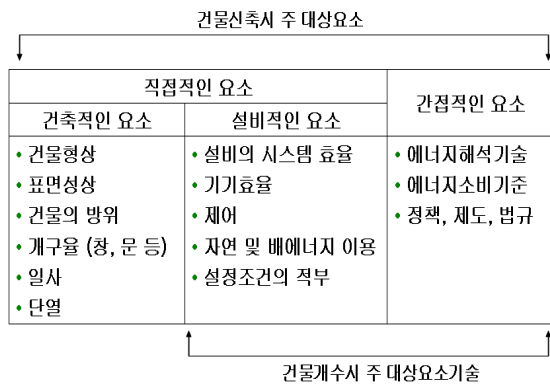 건물신축시 주 대상요소
직접적인 요소
간접적인 요소
건축적인 요소
설비적인 요소
• 건물형상
• 표면성상
• 건물의 방위
• 개구율 (창, 문 등)
• 일사
• 단열
• 설비의 시스템 효율
• 기기효율
• 제어
• 자연 및 배에너지 이용
• 설정조건의 적부
• 에너지해석기술
• 에너지소비기준
• 정책, 제도, 법규
건물개수시 주 대상요소기술